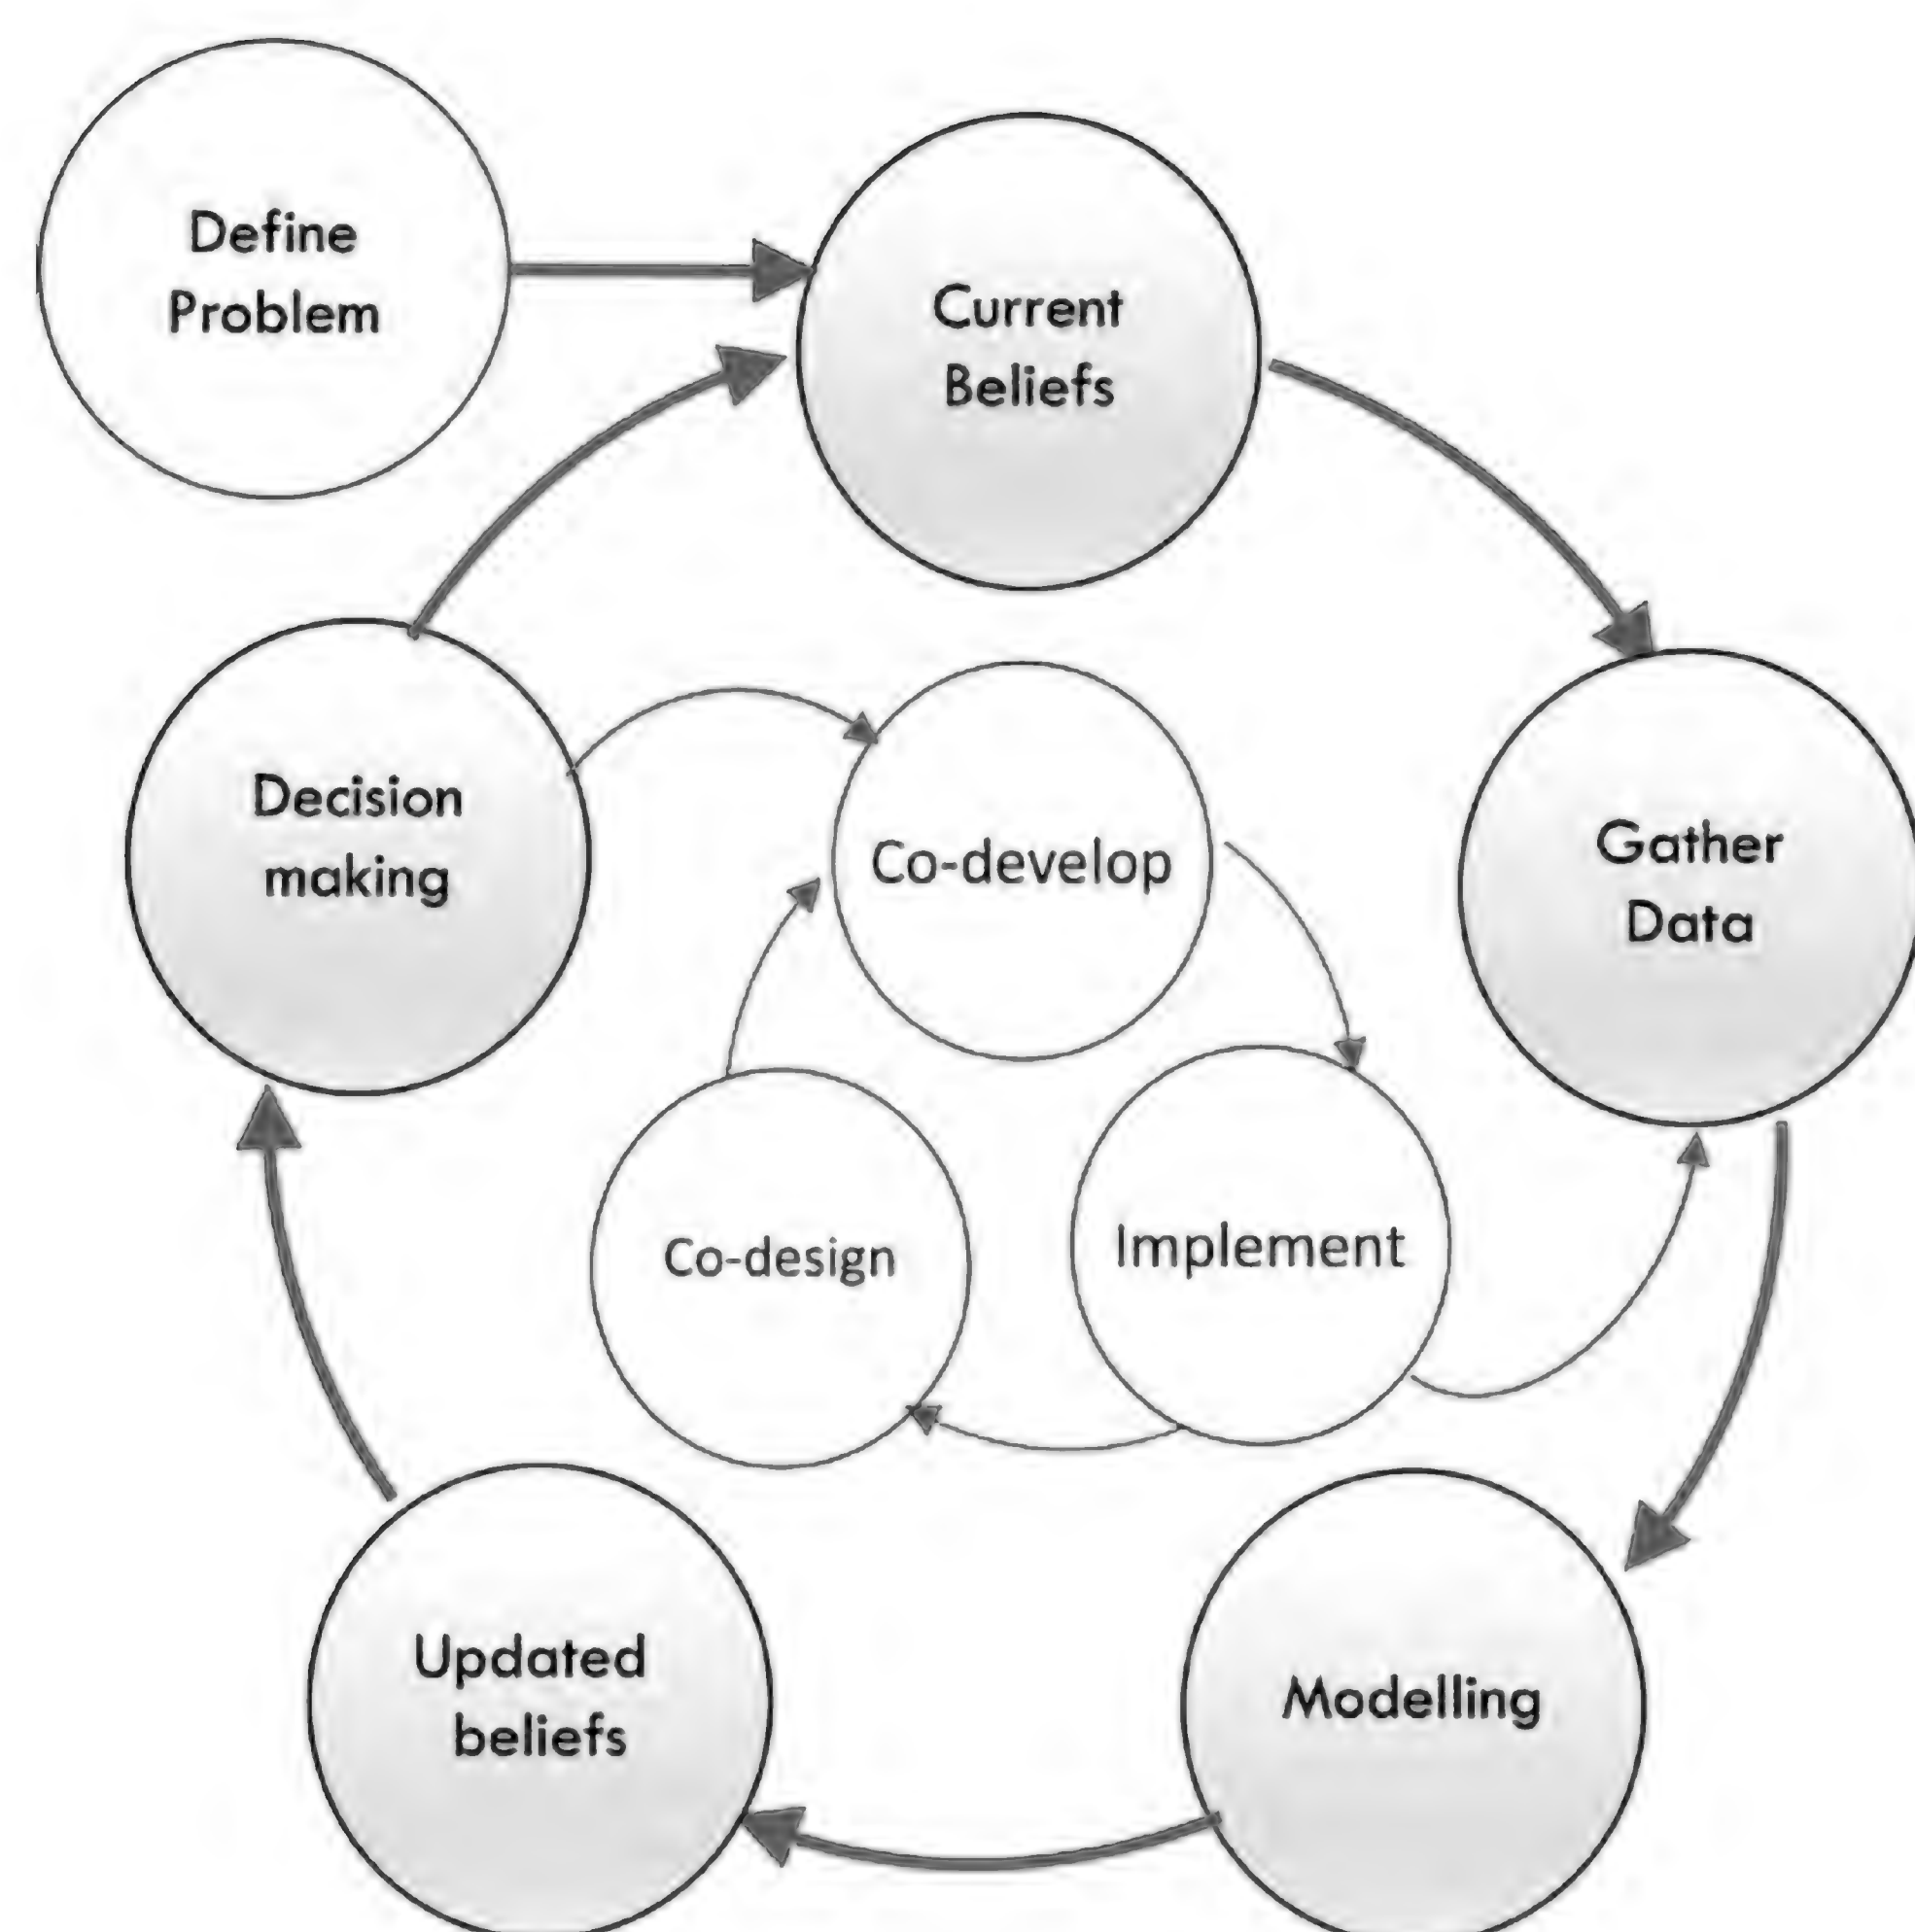 Define
Problem
Current
Beliefs
Decision
making
Co-develop
Gather
Data
Co-design
Implement
Updated
beliefs
Modelling